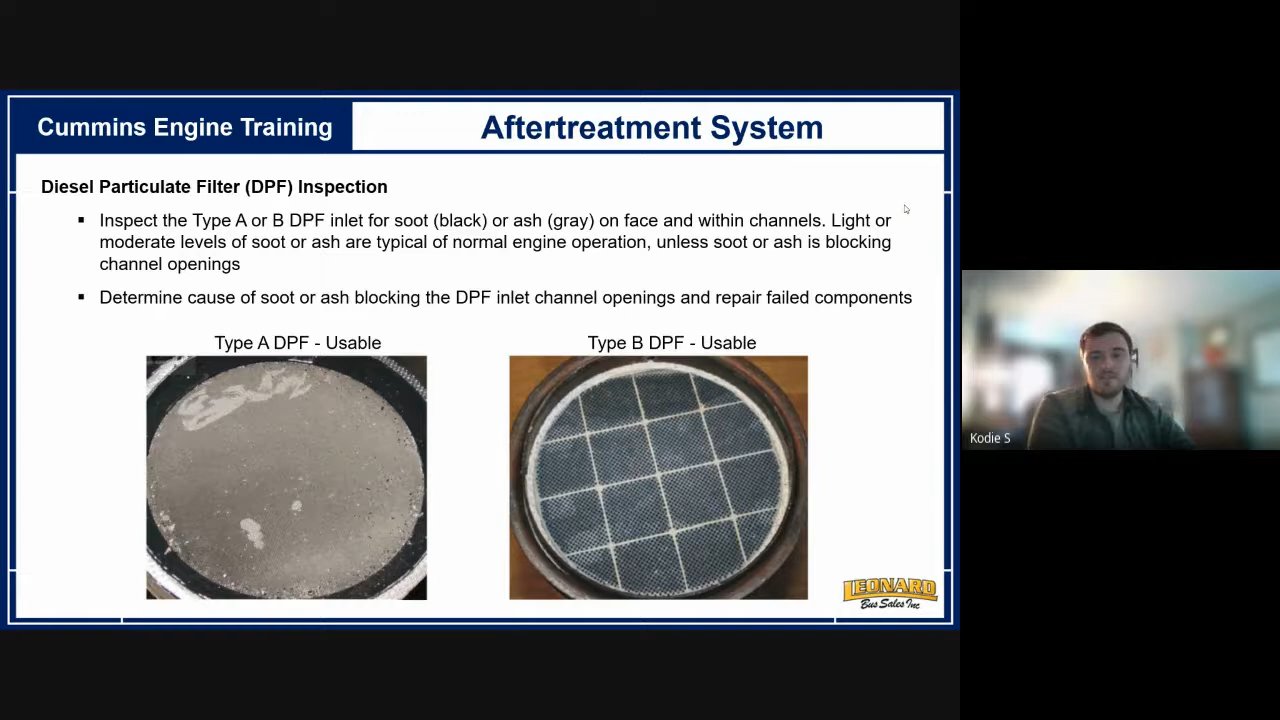 Cummins Engine Training
Aftertreatment System
Diesel Particulate Filter (DPF) Inspection
▪ Inspect the Type A or B DPF inlet for soot (black) or ash (gray) on face and within channels. Light or
moderate levels of soot or ash are typical of normal engine operation, unless soot or ash is blocking
channel openings
▪ Determine cause of soot or ash blocking the DPF inlet channel openings and repair failed components
Type A DPF - Usable
Type B DPF - Usable
LEONARD
Bus Sales Inc
Kodie S